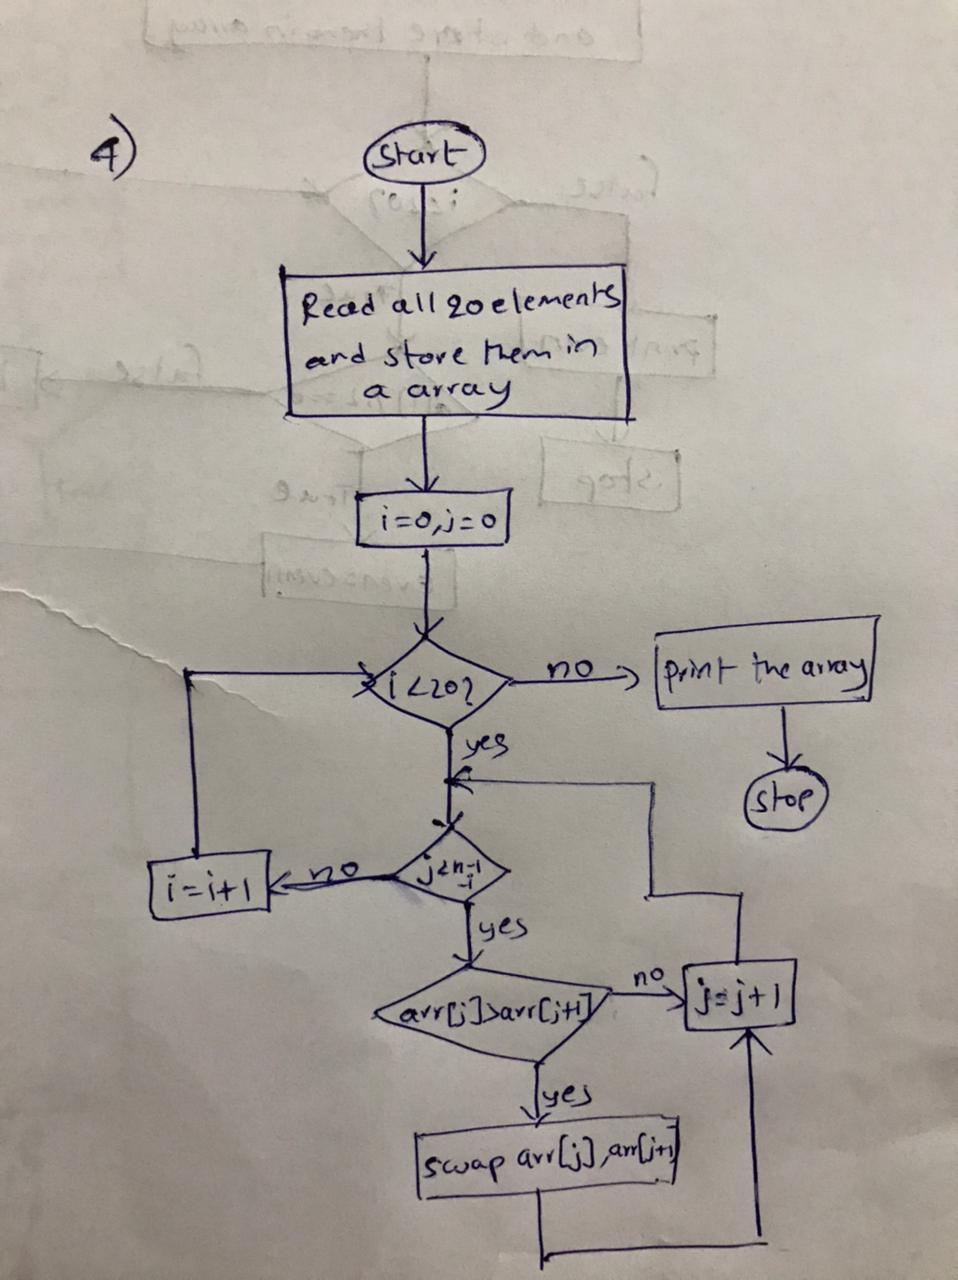 4)
Start
Read all 20 elements
and store them in
a array
i=0,j=0
i<20?
no
print the array
yes
stop
j<n-1
-i
no
i=i+1
yes
arr[j]>arr[j+1]
no
j=j+1
yes
swap arr[j],arr[j+1]